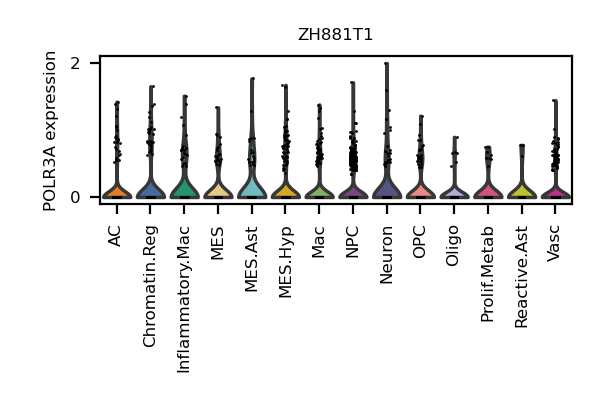 ZH881T1
POLR3A expression
2
0
AC
Chromatin.Reg
Inflammatory.Mac
MES
MES.Ast
MES.Hyp
Mac
NPC
Neuron
OPC
Oligo
Prolif.Metab
Reactive.Ast
Vasc